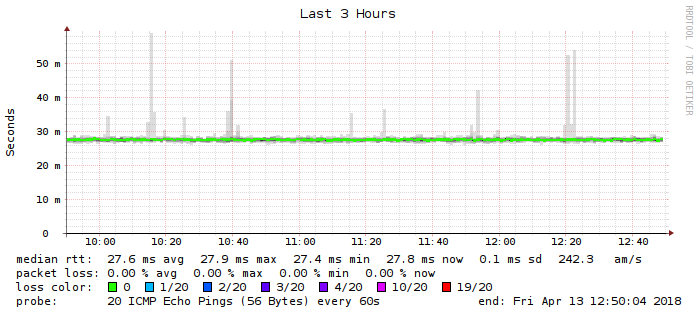 Last 3 Hours
RRDTOOL / TOBI OETIKER
Seconds
50 m
40 m
30 m
20 m
10 m
0
10:00 10:20 10:40 11:00 11:20 11:40 12:00 12:20 12:40
median rtt: 27.6 ms avg 27.9 ms max 27.4 ms min 27.8 ms now 0.1 ms sd 242.3 am/s
packet loss: 0.00 % avg 0.00 % max 0.00 % min 0.00 % now
loss color: 0 1/20 2/20 3/20 4/20 10/20 19/20
probe: 20 ICMP Echo Pings (56 Bytes) every 60s end: Fri Apr 13 12:50:04 2018